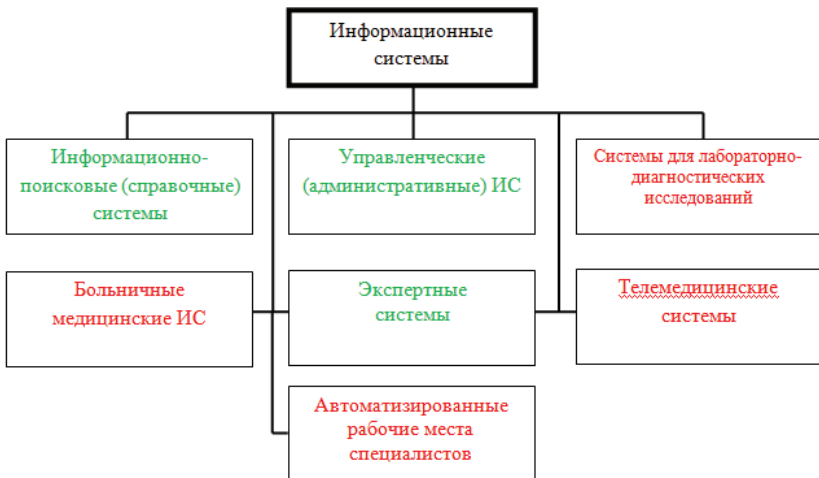 Информационные
системы
Информационно-
поисковые (справочные)
системы
Управленческие
(административные) ИС
Системы для лабораторно-
диагностических
исследований
Больничные
медицинские ИС
Экспертные
системы
Телемедицинские
системы
Автоматизированные
рабочие места
специалистов